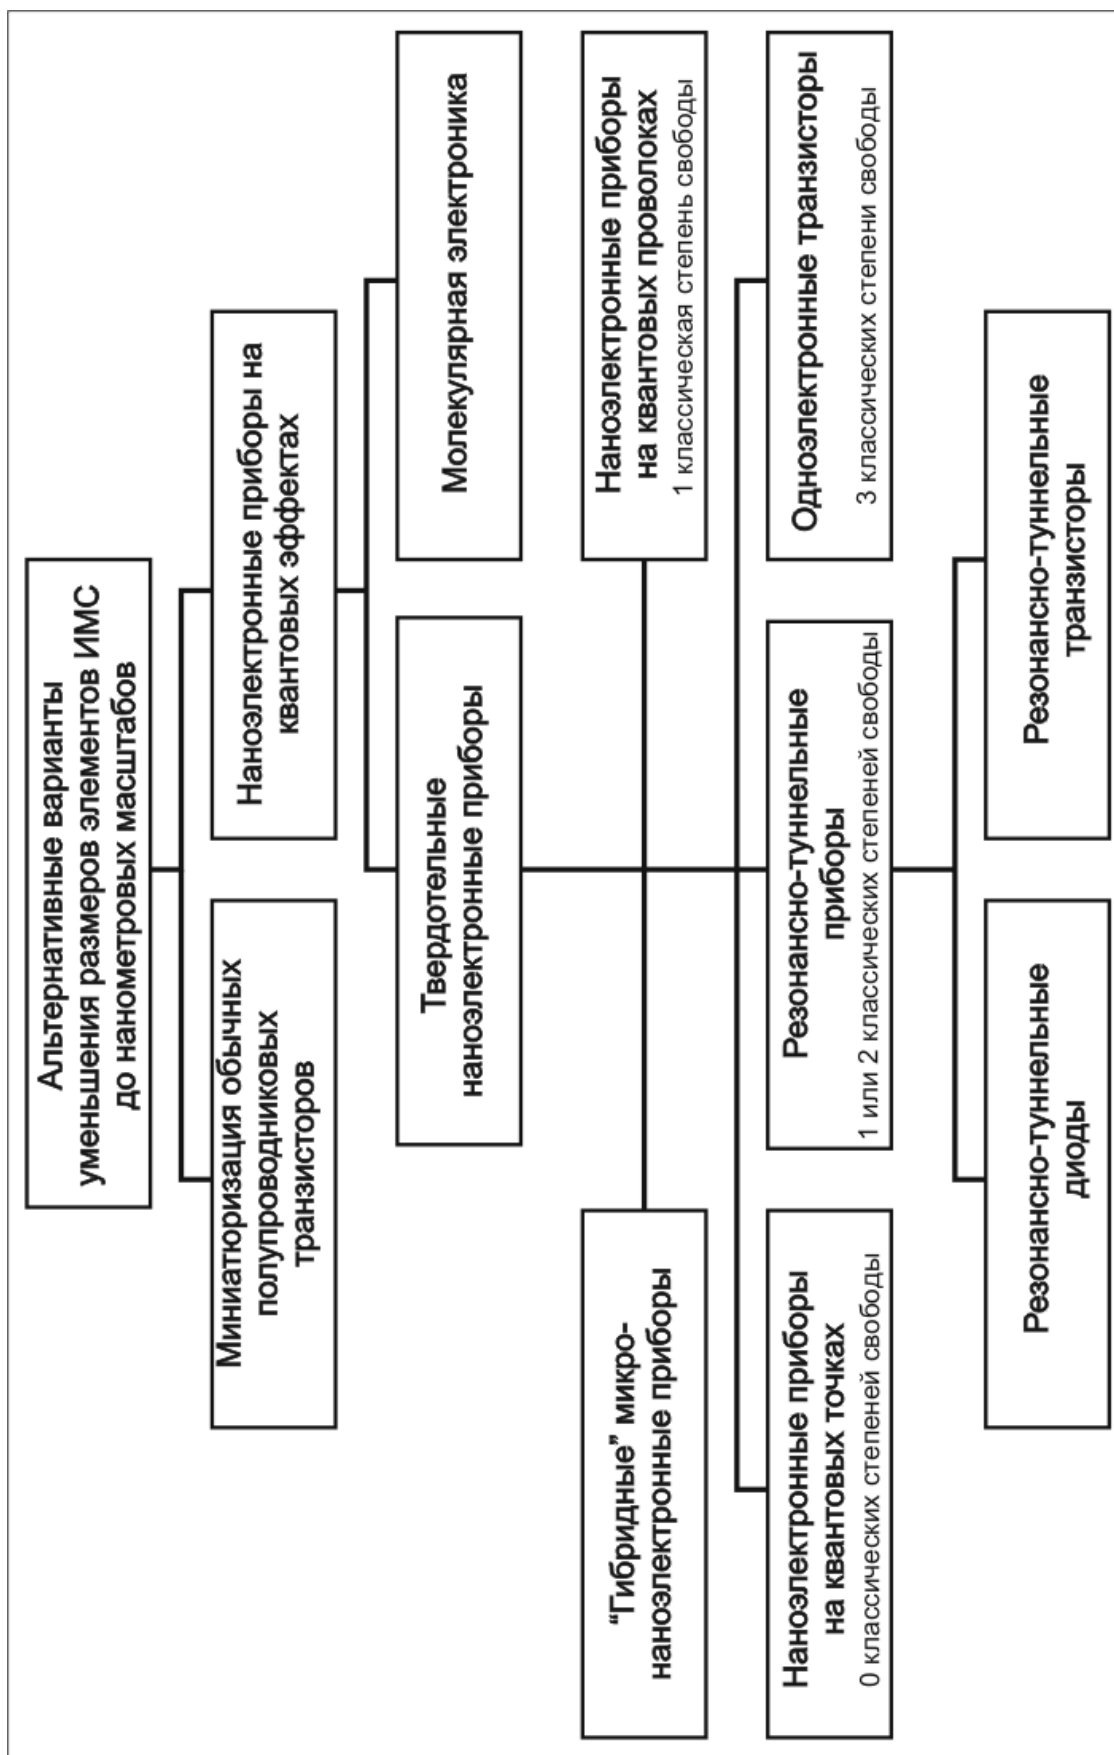 Альтернативные варианты
уменьшения размеров элементов ИМС
до нанометровых масштабов
Миниатюризация обычных
полупроводниковых
транзисторов
Наноэлектронные приборы на
квантовых эффектах
Твердотельные
наноэлектронные приборы
Молекулярная электроника
“Гибридные” микро-
наноэлектронные приборы
Наноэлектронные приборы
на квантовых проволоках
1 классическая степень свободы
Наноэлектронные приборы
на квантовых точках
0 классических степеней свободы
Резонансно-туннельные
приборы
1 или 2 классических степеней свободы
Одноэлектронные транзисторы
3 классических степени свободы
Резонансно-туннельные
диоды
Резонансно-туннельные
транзисторы